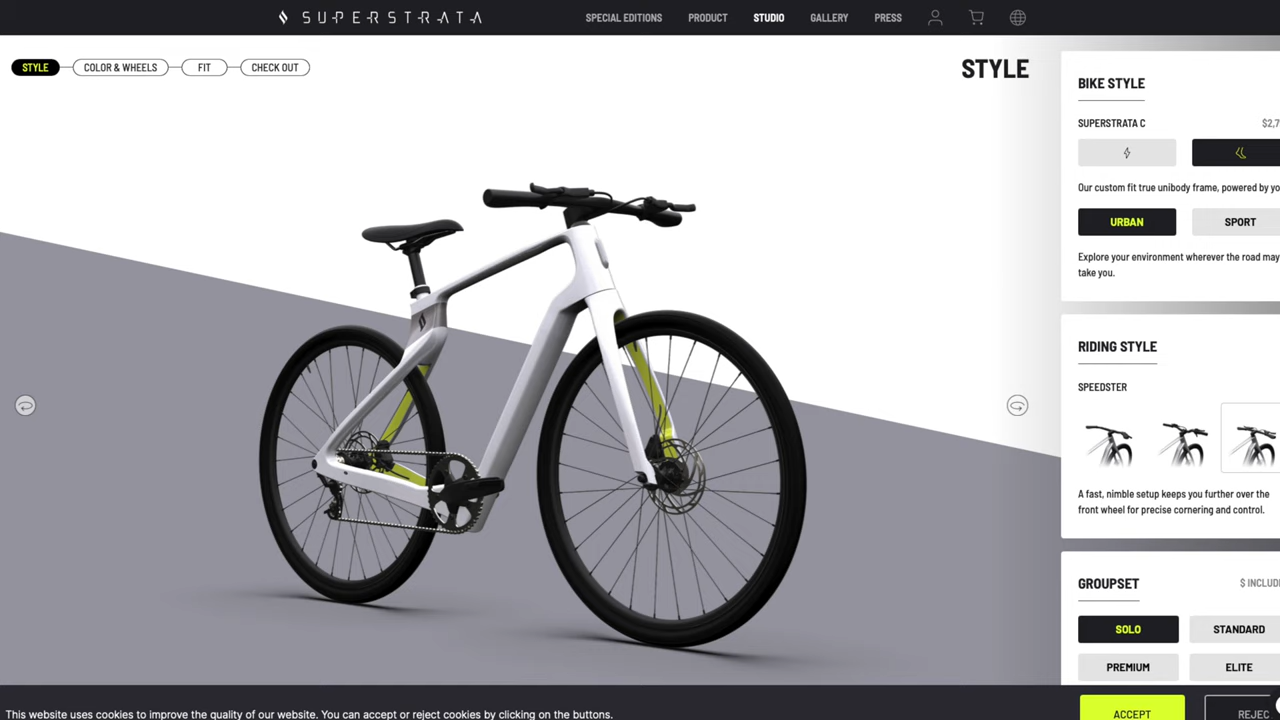 SUPERSTRATA
SPECIAL EDITIONS PRODUCT STUDIO GALLERY PRESS
STYLE COLOR & WHEELS FIT CHECK OUT
STYLE
BIKE STYLE
SUPERSTRATA C $2,7
Our custom fit true unibody frame, powered by yo
URBAN SPORT
Explore your environment wherever the road may
take you.
RIDING STYLE
SPEEDSTER
A fast, nimble setup keeps you further over the
front wheel for precise cornering and control.
GROUPSET $ INCLUD
SOLO STANDARD
PREMIUM ELITE
This website uses cookies to improve the quality of our website. You can accept or reject cookies by clicking on the buttons.
ACCEPT REJEC